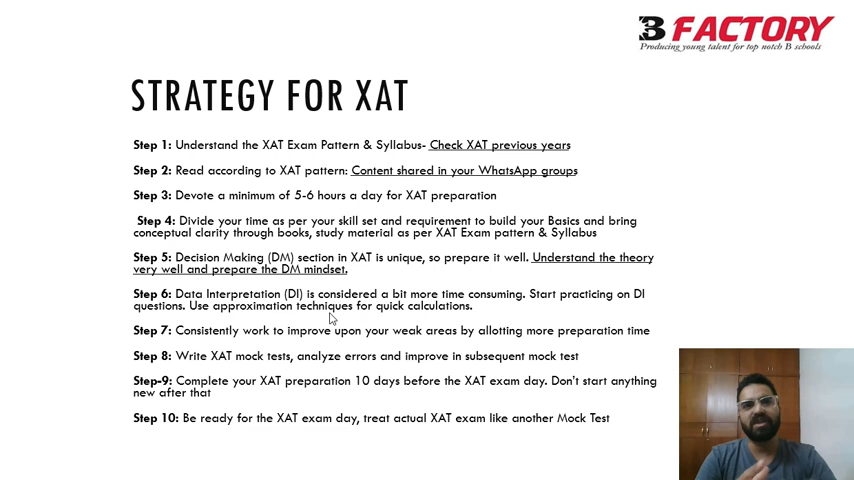 3 FACTORY
Producing young talent for top notch B schools
STRATEGY FOR XAT
Step 1: Understand the XAT Exam Pattern & Syllabus- Check XAT previous years
Step 2: Read according to XAT pattern: Content shared in your WhatsApp groups
Step 3: Devote a minimum of 5-6 hours a day for XAT preparation
Step 4: Divide your time as per your skill set and requirement to build your Basics and bring
conceptual clarity through books, study material as per XAT Exam pattern & Syllabus
Step 5: Decision Making (DM) section in XAT is unique, so prepare it well. Understand the theory
very well and prepare the DM mindset.
Step 6: Data Interpretation (DI) is considered a bit more time consuming. Start practicing on DI
questions. Use approximation techniques for quick calculations.
Step 7: Consistently work to improve upon your weak areas by allotting more preparation time
Step 8: Write XAT mock tests, analyze errors and improve in subsequent mock test
Step-9: Complete your XAT preparation 10 days before the XAT exam day. Don't start anything
new after that
Step 10: Be ready for the XAT exam day, treat actual XAT exam like another Mock Test